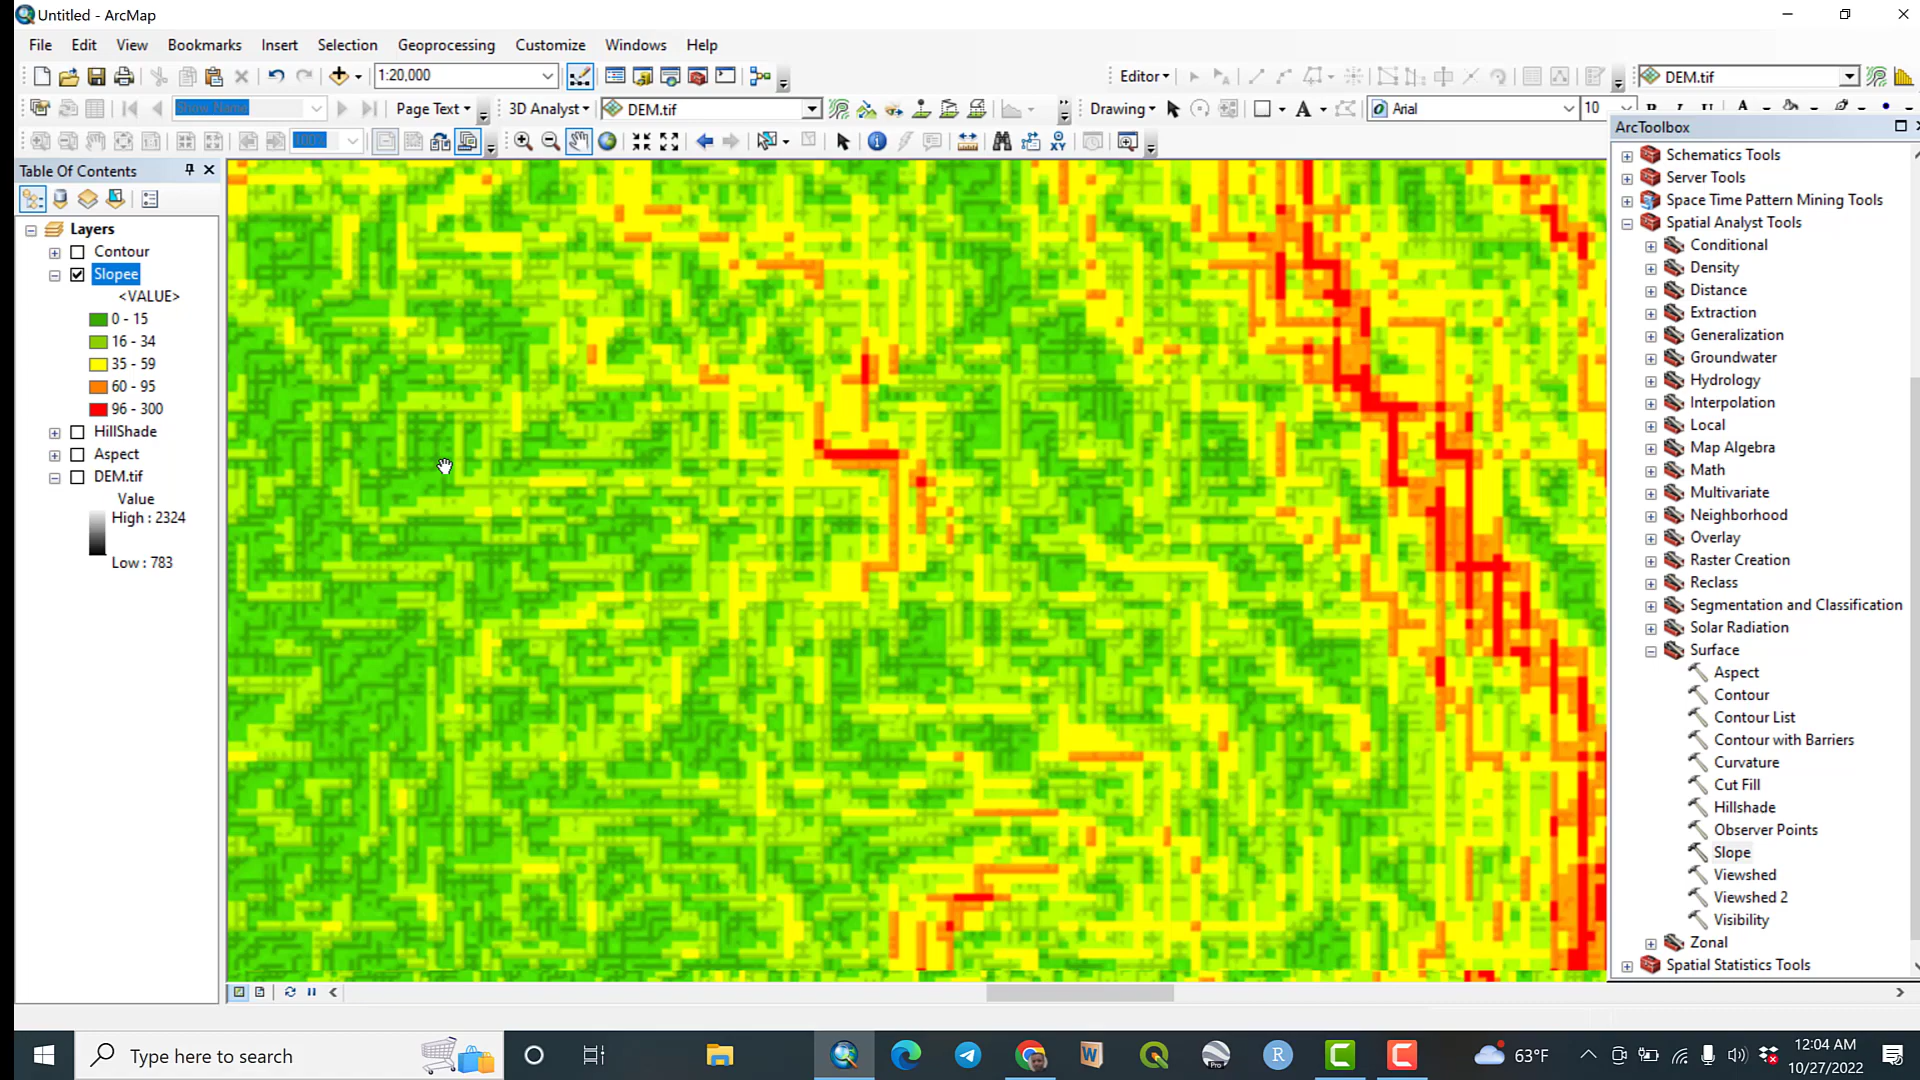 Untitled - ArcMap
File Edit View Bookmarks Insert Selection Geoprocessing Customize Windows Help
1:20,000 Editor DEM.tif
Show Name Page Text 3D Analyst DEM.tif Drawing A Arial 10
100%
Table Of Contents
Layers
Contour
Slopee
<VALUE>
0 - 15
16 - 34
35 - 59
60 - 95
96 - 300
HillShade
Aspect
DEM.tif
Value
High : 2324
Low : 783
ArcToolbox
Schematics Tools
Server Tools
Space Time Pattern Mining Tools
Spatial Analyst Tools
Conditional
Density
Distance
Extraction
Generalization
Groundwater
Hydrology
Interpolation
Local
Map Algebra
Math
Multivariate
Neighborhood
Overlay
Raster Creation
Reclass
Segmentation and Classification
Solar Radiation
Surface
Aspect
Contour
Contour List
Contour with Barriers
Curvature
Cut Fill
Hillshade
Observer Points
Slope
Viewshed
Viewshed 2
Visibility
Zonal
Spatial Statistics Tools
Type here to search
63°F
12:04 AM
10/27/2022